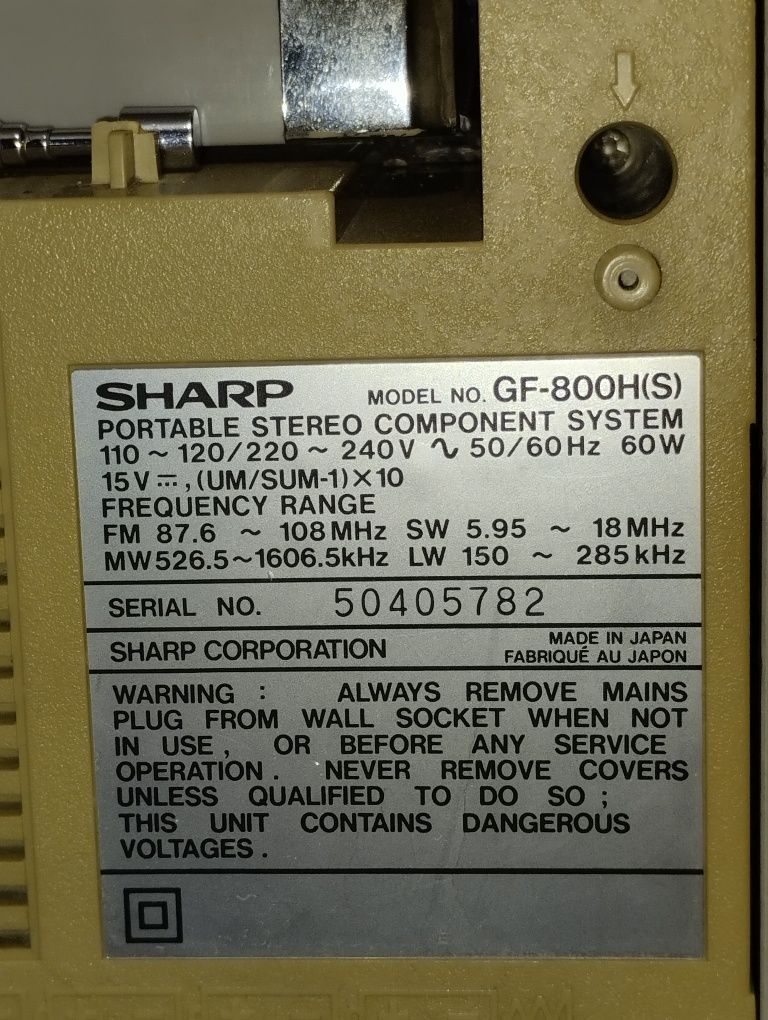 SHARP MODEL NO. GF-800H(S)
PORTABLE STEREO COMPONENT SYSTEM
110 ~ 120/220 ~ 240V ∿ 50/60Hz 60W
15V ⎓, (UM/SUM-1)×10
FREQUENCY RANGE
FM 87.6 ~ 108MHz SW 5.95 ~ 18MHz
MW526.5~1606.5kHz LW 150 ~ 285kHz
SERIAL NO. 50405782
SHARP CORPORATION MADE IN JAPAN
FABRIQUÉ AU JAPON
WARNING : ALWAYS REMOVE MAINS
PLUG FROM WALL SOCKET WHEN NOT
IN USE, OR BEFORE ANY SERVICE
OPERATION. NEVER REMOVE COVERS
UNLESS QUALIFIED TO DO SO ;
THIS UNIT CONTAINS DANGEROUS
VOLTAGES.